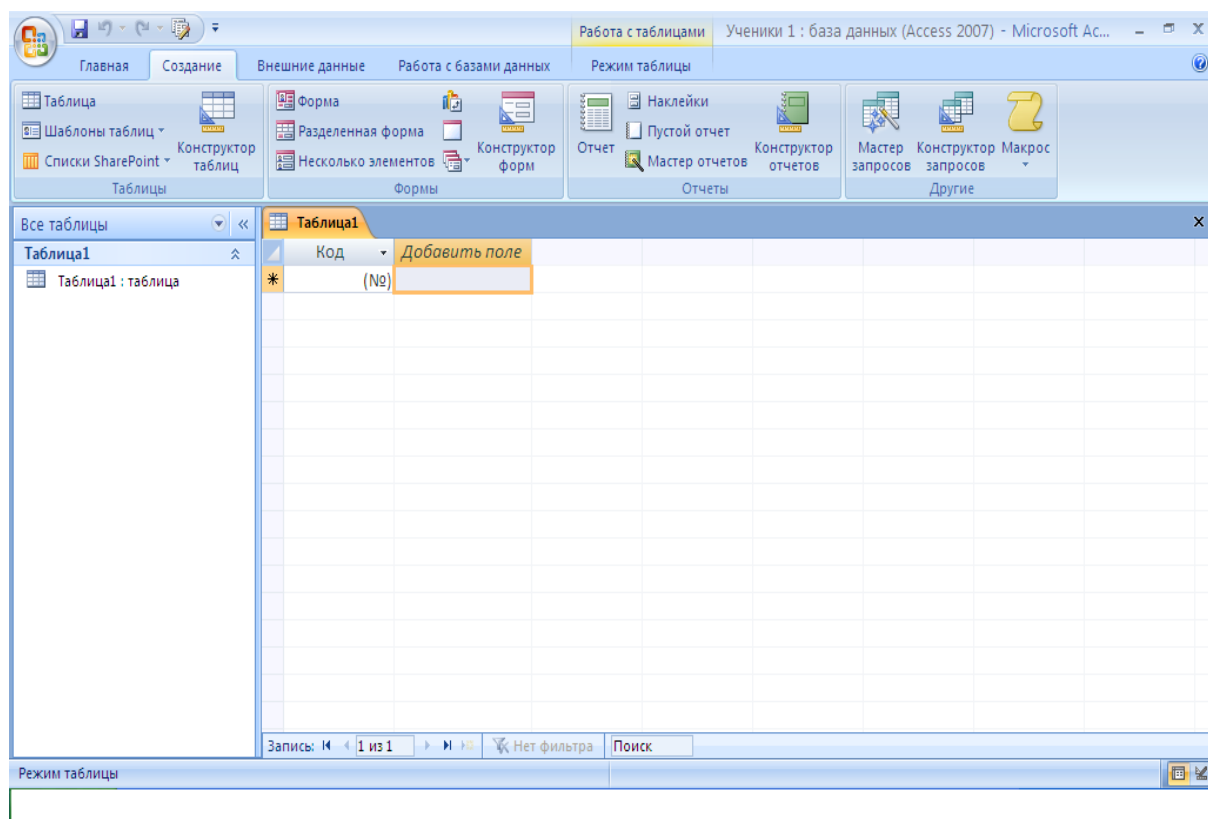 Работа с таблицами Ученики 1 : база данных (Access 2007) - Microsoft Ac...
Главная Создание Внешние данные Работа с базами данных Режим таблицы
Таблица
Шаблоны таблиц
Списки SharePoint
Конструктор
таблиц
Таблицы
Форма
Разделенная форма
Несколько элементов
Конструктор
форм
Формы
Отчет
Наклейки
Пустой отчет
Мастер отчетов
Конструктор
отчетов
Отчеты
Мастер
запросов
Конструктор
запросов
Макрос
Другие
Все таблицы
Таблица1
Таблица1 : таблица
Таблица1
Код Добавить поле
(№)
Запись: 1 из 1 Нет фильтра Поиск
Режим таблицы